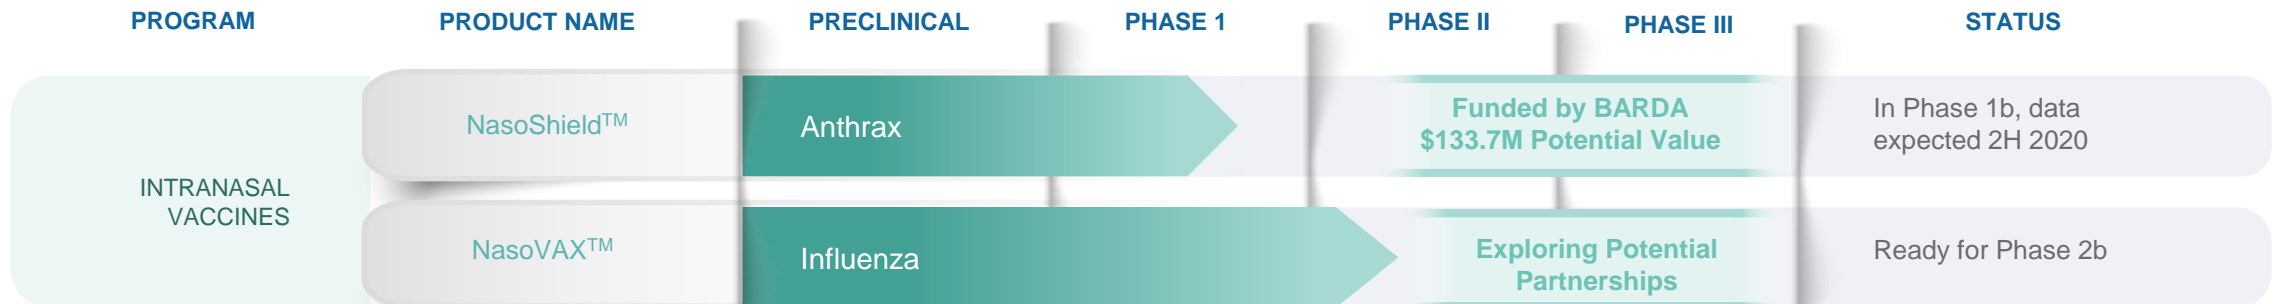 PROGRAM PRODUCT NAME PRECLINICAL PHASE 1 PHASE II PHASE III STATUS
NasoShield™
Anthrax
Funded by BARDA
$133.7M Potential Value
In Phase 1b, data
expected 2H 2020
INTRANASAL
VACCINES
NasoVAX™
Influenza
Exploring Potential
Partnerships
Ready for Phase 2b